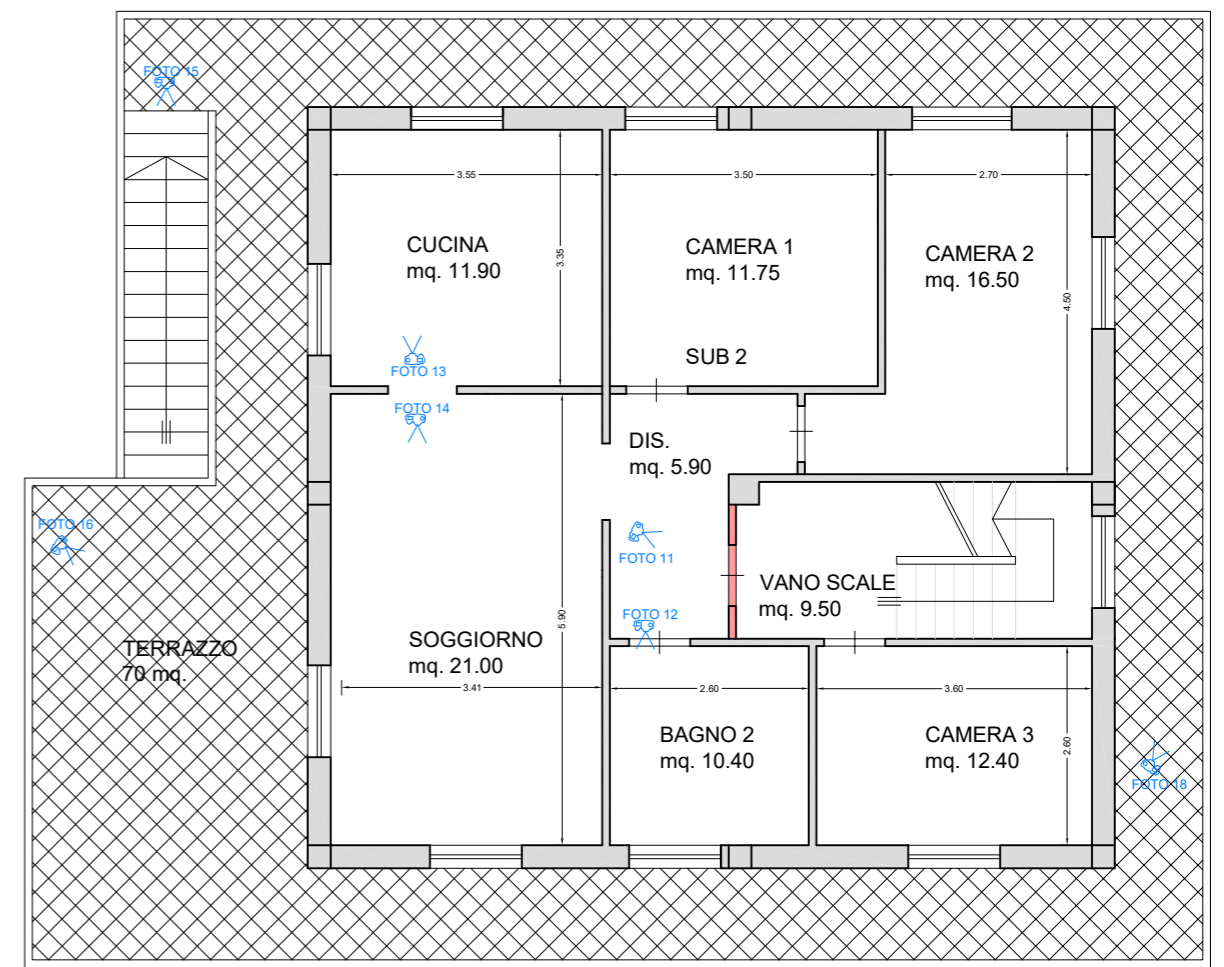 FOTO 15
3.55
3.50
2.70
CUCINA
mq. 11.90
3.35
CAMERA 1
mq. 11.75
CAMERA 2
mq. 16.50
4.50
SUB 2
FOTO 13
FOTO 14
DIS.
mq. 5.90
FOTO 16
FOTO 11
VANO SCALE
mq. 9.50
FOTO 12
5.90
TERRAZZO
70 mq.
SOGGIORNO
mq. 21.00
3.41
2.60
3.60
BAGNO 2
mq. 10.40
CAMERA 3
mq. 12.40
2.60
FOTO 18